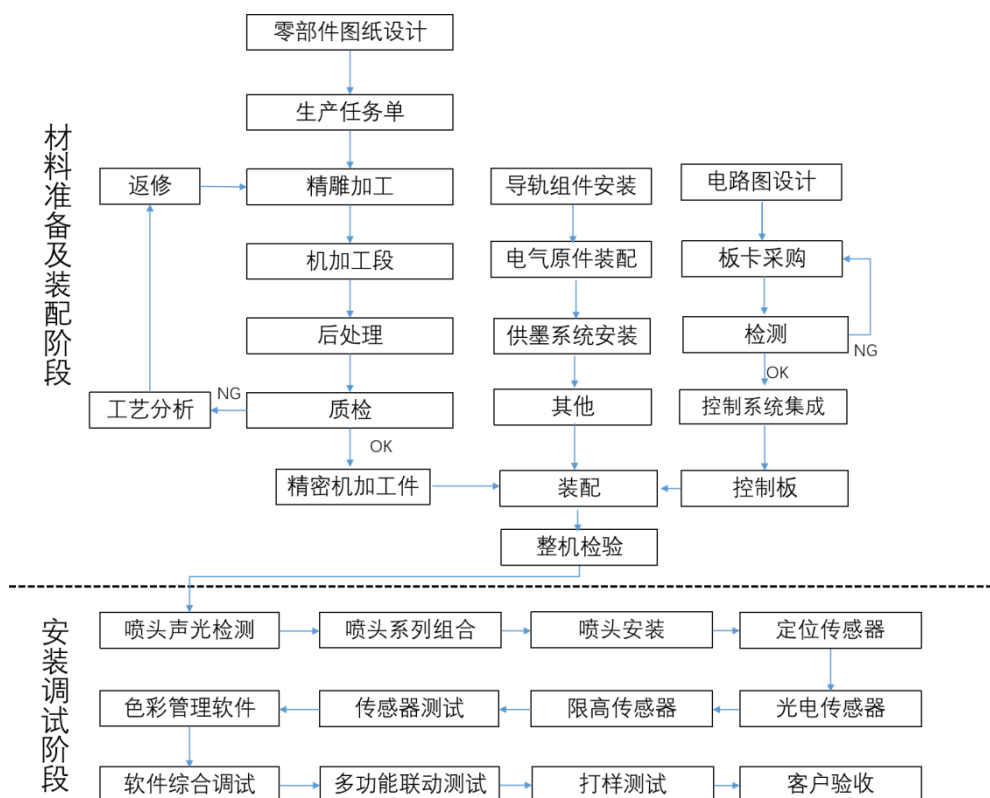 材料准备及装配阶段
零部件图纸设计
生产任务单
返修
精雕加工
导轨组件安装
电路图设计
机加工段
电气原件装配
板卡采购
后处理
供墨系统安装
检测
NG
OK
工艺分析
NG
质检
其他
控制系统集成
OK
精密机加工件
装配
控制板
整机检验
安装调试阶段
喷头声光检测
喷头系列组合
喷头安装
定位传感器
色彩管理软件
传感器测试
限高传感器
光电传感器
软件综合调试
多功能联动测试
打样测试
客户验收